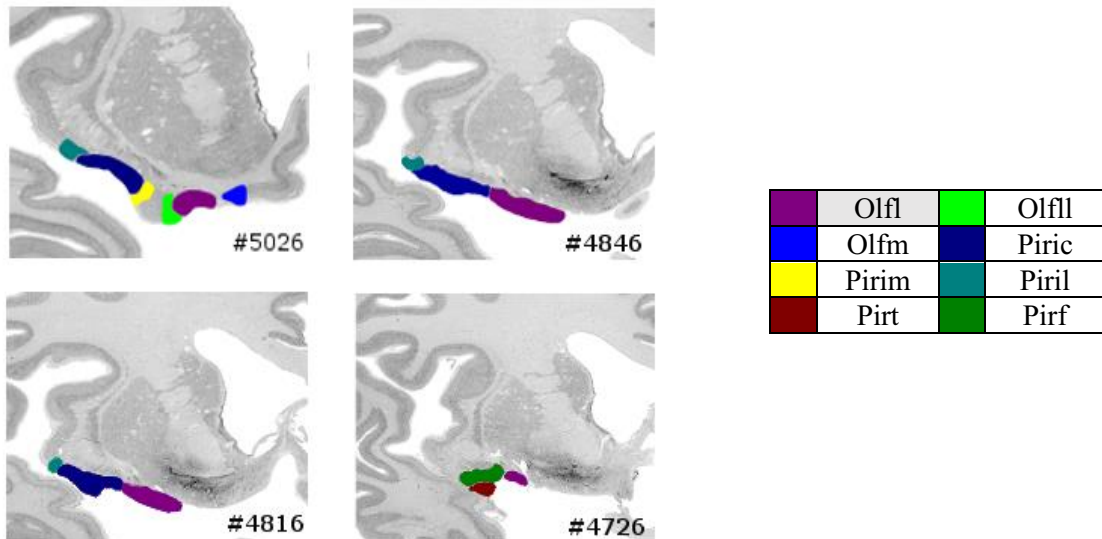 #5026
#4846
#4816
#4726
Olfl Olfll
Olfm Piric
Pirim Piril
Pirt Pirf